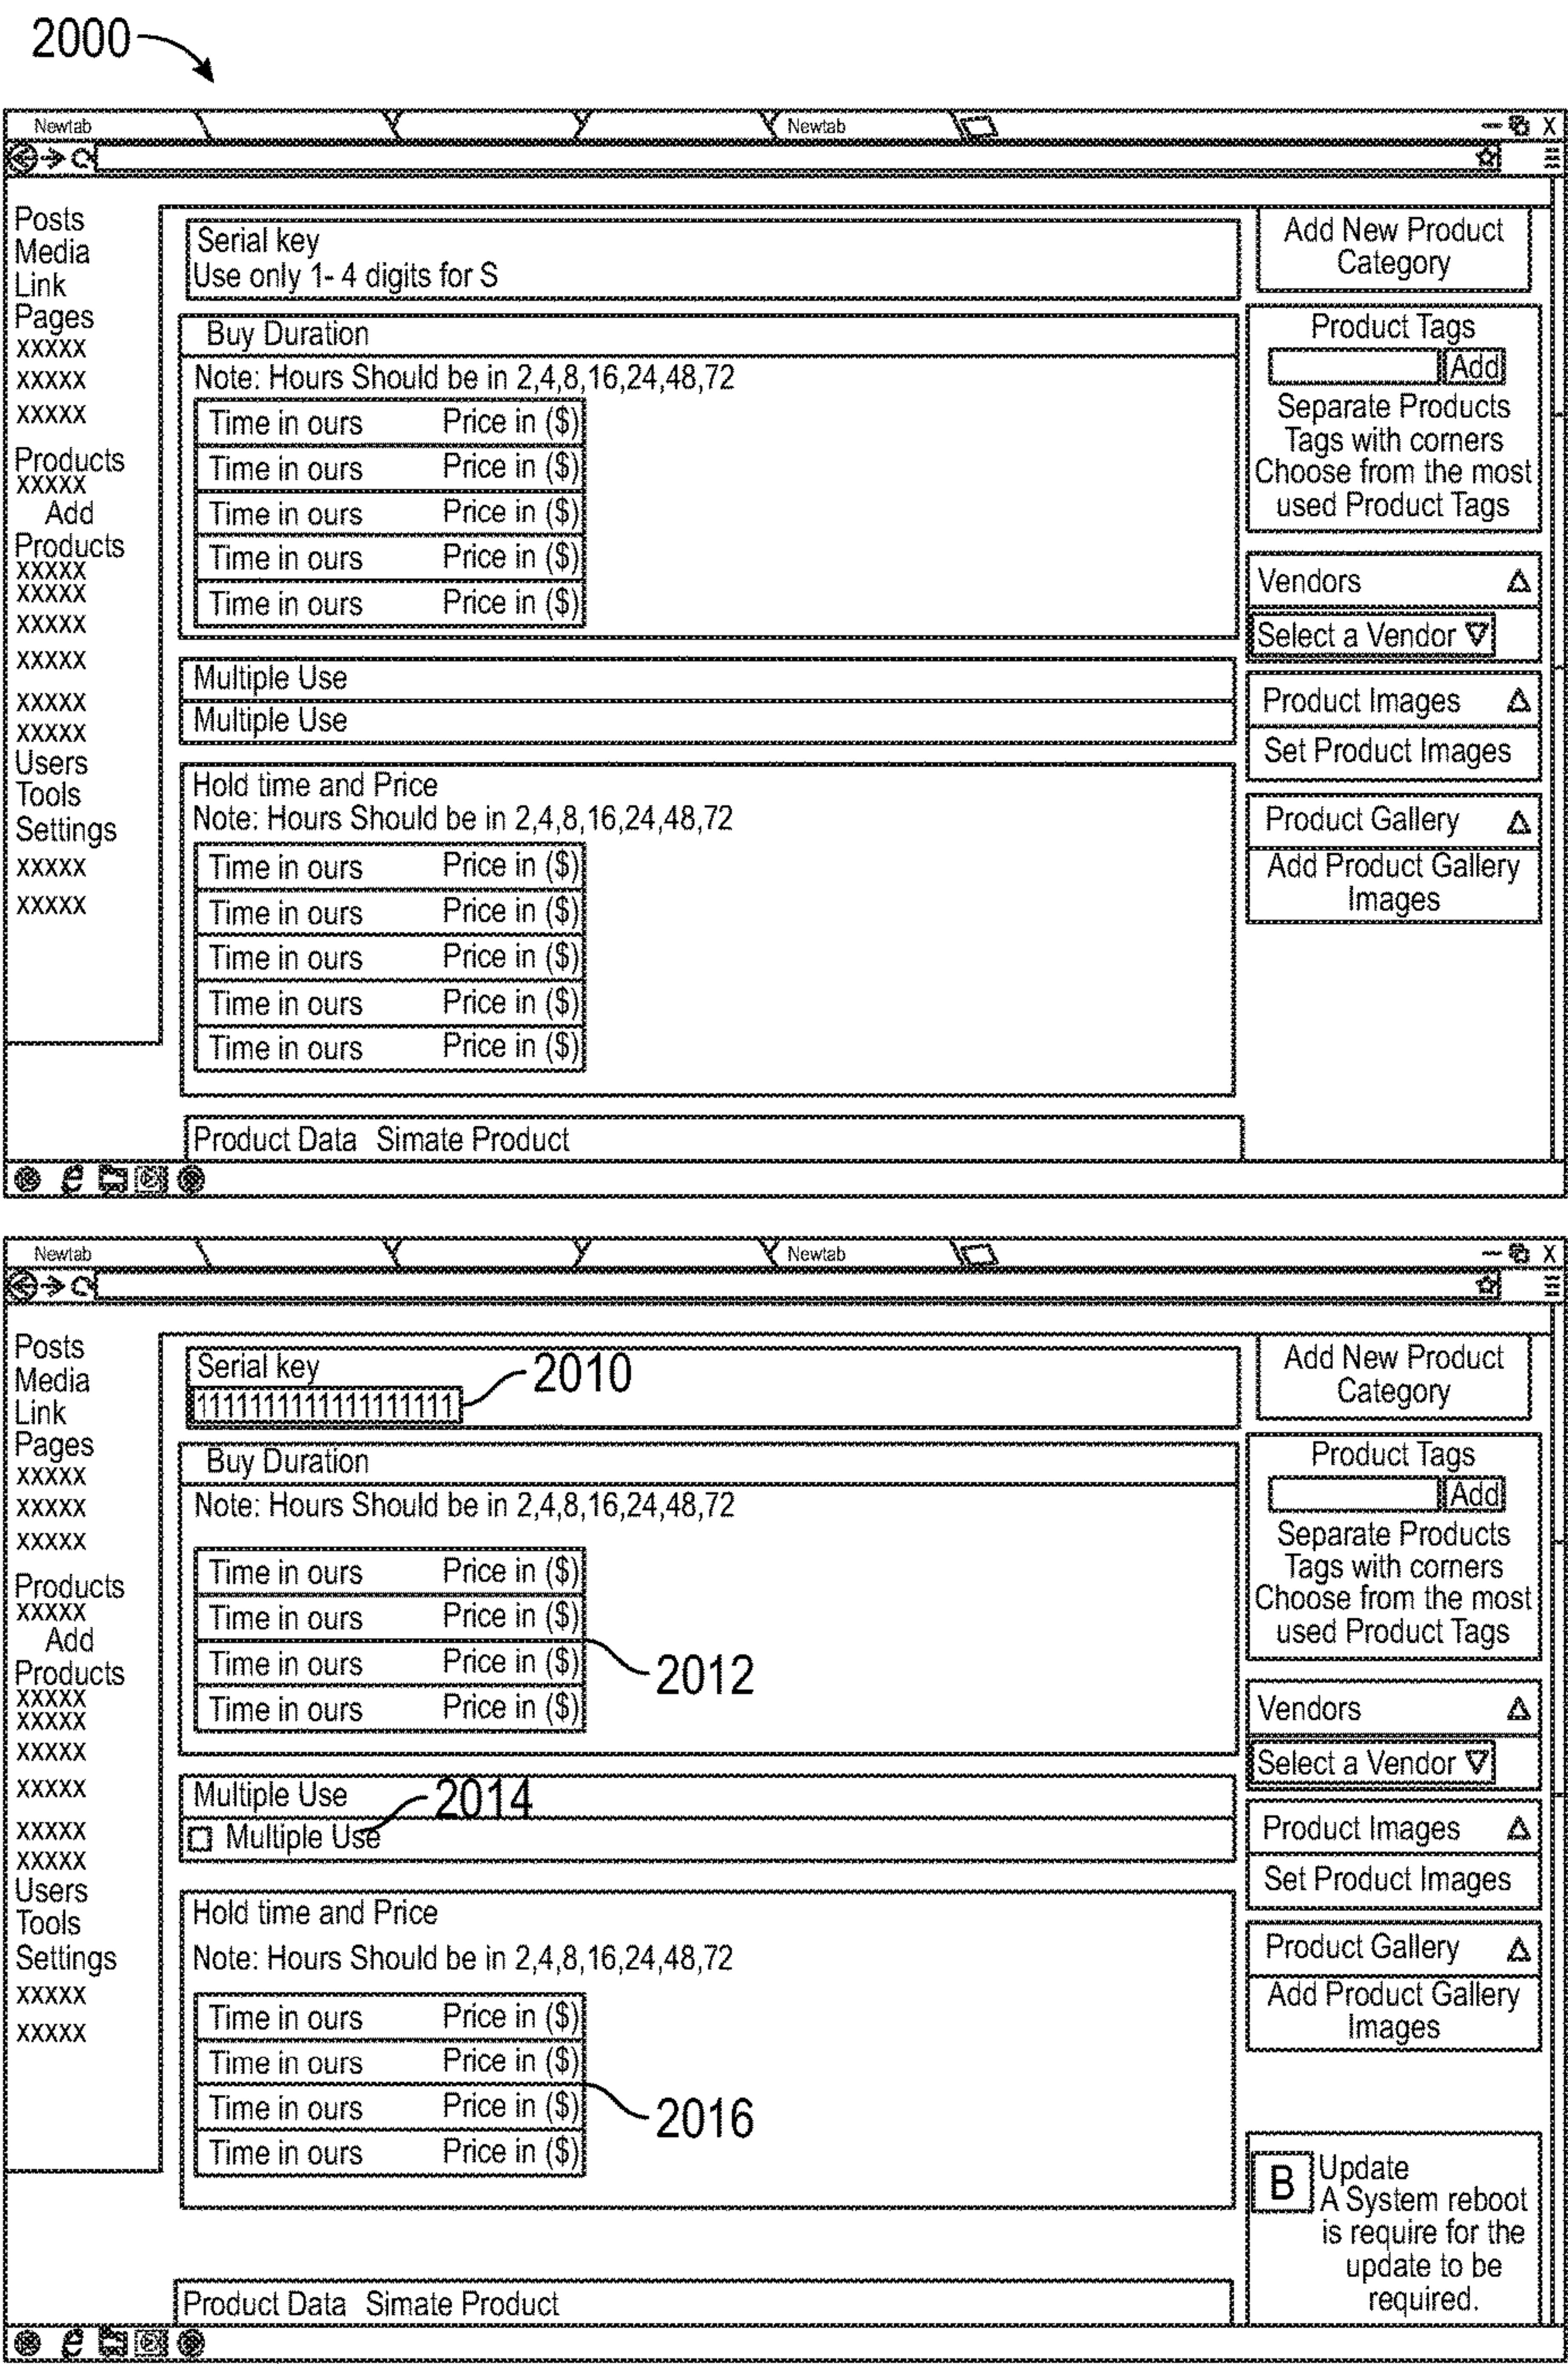 2000
Newtab
Newtab
X
Posts
Media
Link
Pages
XXXXX
XXXXX
XXXXX
Products
XXXXX
Add
Products
XXXXX
XXXXX
XXXXX
XXXXX
XXXXX
XXXXX
Users
Tools
Settings
XXXXX
XXXXX
Serial key
Use only 1- 4 digits for S
Buy Duration
Note: Hours Should be in 2,4,8,16,24,48,72
Time in ours Price in ($)
Time in ours Price in ($)
Time in ours Price in ($)
Time in ours Price in ($)
Time in ours Price in ($)
Multiple Use
Multiple Use
Hold time and Price
Note: Hours Should be in 2,4,8,16,24,48,72
Time in ours Price in ($)
Time in ours Price in ($)
Time in ours Price in ($)
Time in ours Price in ($)
Time in ours Price in ($)
Product Data Simate Product
Add New Product
Category
Product Tags
Add
Separate Products
Tags with corners
Choose from the most
used Product Tags
Vendors
Select a Vendor
Product Images
Set Product Images
Product Gallery
Add Product Gallery
Images
e
Newtab
Newtab
X
Posts
Media
Link
Pages
XXXXX
XXXXX
XXXXX
Products
XXXXX
Add
Products
XXXXX
XXXXX
XXXXX
XXXXX
XXXXX
XXXXX
Users
Tools
Settings
XXXXX
XXXXX
Serial key
2010
Buy Duration
Note: Hours Should be in 2,4,8,16,24,48,72
Time in ours Price in ($)
Time in ours Price in ($)
Time in ours Price in ($)
Time in ours Price in ($)
2012
Multiple Use
2014
Multiple Use
Hold time and Price
Note: Hours Should be in 2,4,8,16,24,48,72
Time in ours Price in ($)
Time in ours Price in ($)
Time in ours Price in ($)
Time in ours Price in ($)
2016
Product Data Simate Product
Add New Product
Category
Product Tags
Add
Separate Products
Tags with corners
Choose from the most
used Product Tags
Vendors
Select a Vendor
Product Images
Set Product Images
Product Gallery
Add Product Gallery
Images
B
Update
A System reboot
is require for the
update to be
required.
e